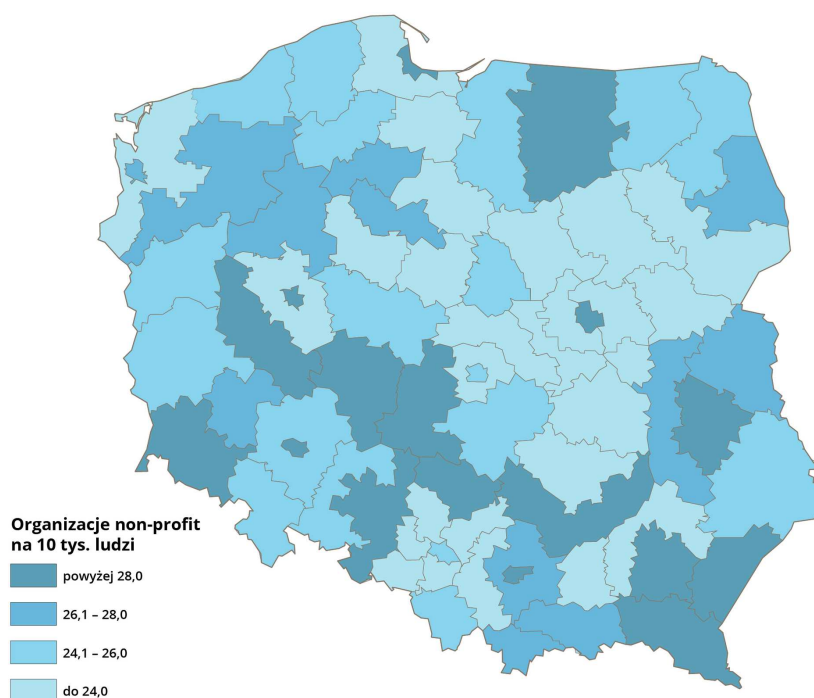 Organizacje non-profit
na 10 tys. ludzi
powyżej 28,0
26,1 – 28,0
24,1 – 26,0
do 24,0